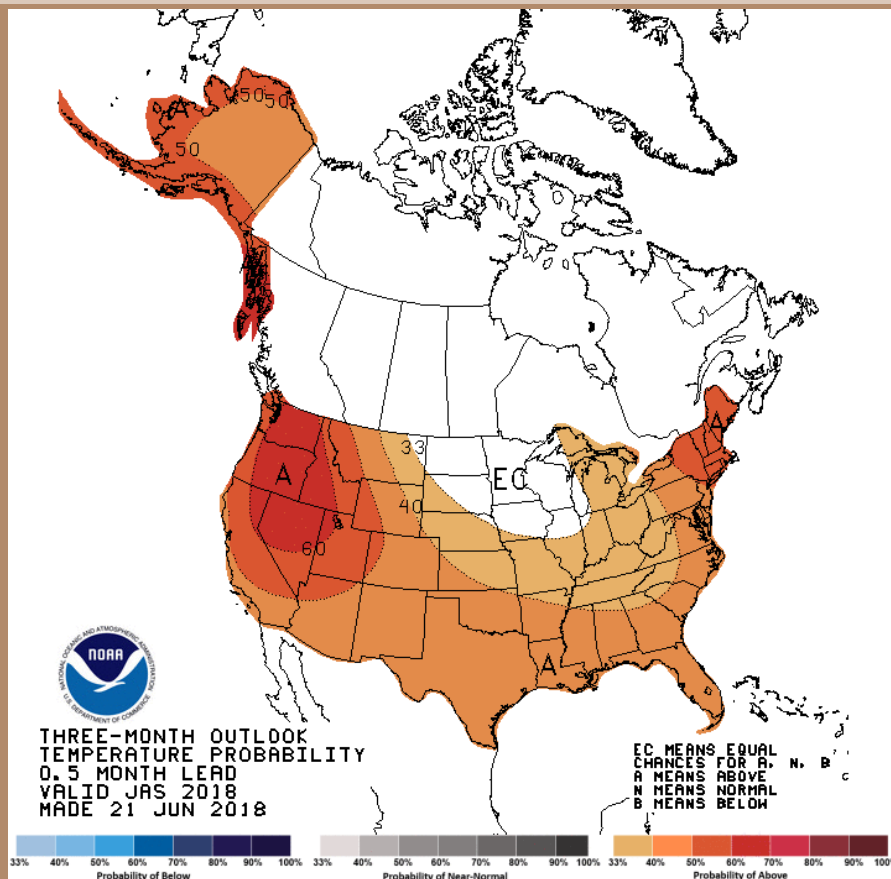 A
50
50
50
33
A
EC
A
40
60
A
NATIONAL OCEANIC AND ATMOSPHERIC ADMINISTRATION
NOAA
U.S. DEPARTMENT OF COMMERCE
THREE-MONTH OUTLOOK
TEMPERATURE PROBABILITY
0.5 MONTH LEAD
VALID JAS 2018
MADE 21 JUN 2018
EC MEANS EQUAL
CHANCES FOR A, N, B
A MEANS ABOVE
N MEANS NORMAL
B MEANS BELOW
33% 40% 50% 60% 70% 80% 90% 100%
Probability of Below
33% 40% 50% 60% 70% 80% 90% 100%
Probability of Near-Normal
33% 40% 50% 60% 70% 80% 90% 100%
Probability of Above